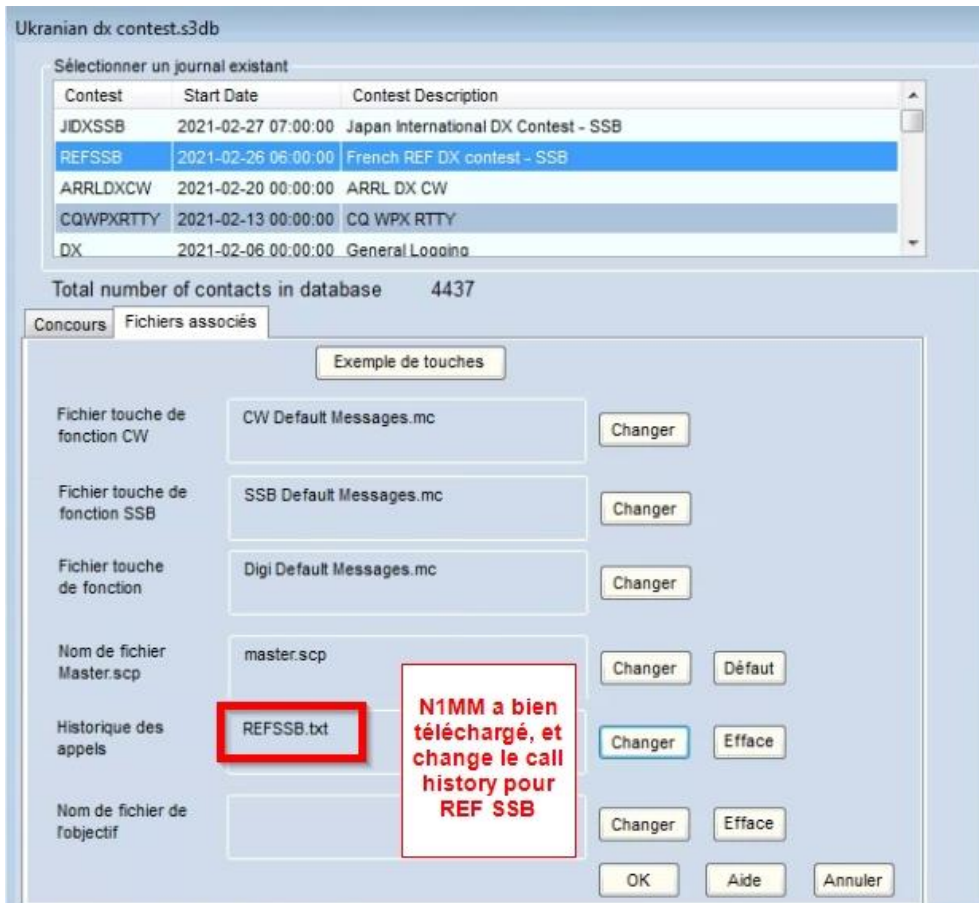 Ukranian dx contest.s3db
Sélectionner un journal existant
Contest Start Date Contest Description
JIDXSSB 2021-02-27 07:00:00 Japan International DX Contest - SSB
REFSSB 2021-02-26 06:00:00 French REF DX contest - SSB
ARRLDXCW 2021-02-20 00:00:00 ARRL DX CW
CQWPXRTTY 2021-02-13 00:00:00 CQ WPX RTTY
DX 2021-02-06 00:00:00 General Logging
Total number of contacts in database 4437
Concours Fichiers associés
Exemple de touches
Fichier touche de
fonction CW
CW Default Messages.mc
Changer
Fichier touche de
fonction SSB
SSB Default Messages.mc
Changer
Fichier touche
de fonction
Digi Default Messages.mc
Changer
Nom de fichier
Master.scp
master.scp
Changer Défaut
Historique des
appels
REFSSB.txt
N1MM a bien
téléchargé, et
change le call
history pour
REF SSB
Changer Efface
Nom de fichier de
l'objectif
Changer Efface
OK Aide Annuler